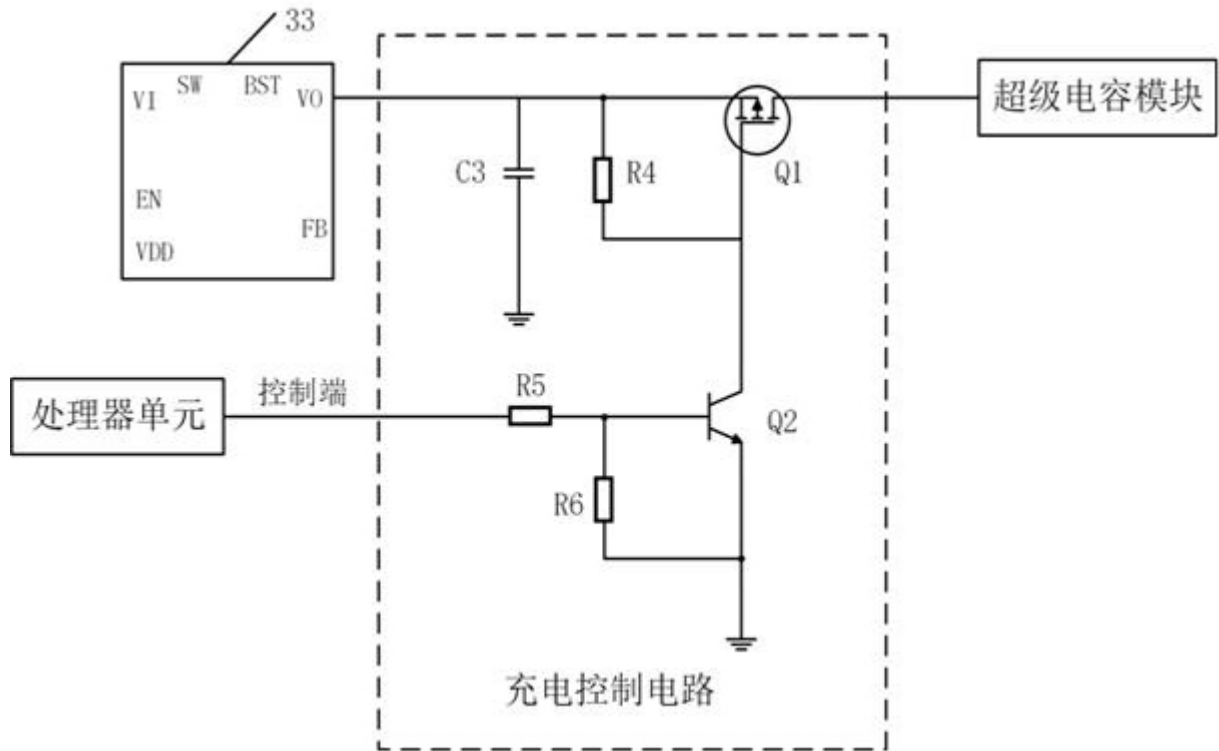 33
SW BST
VI VO
超级电容模块
C3 R4 Q1
EN
FB
VDD
R5
控制端
处理器单元
Q2
R6
充电控制电路